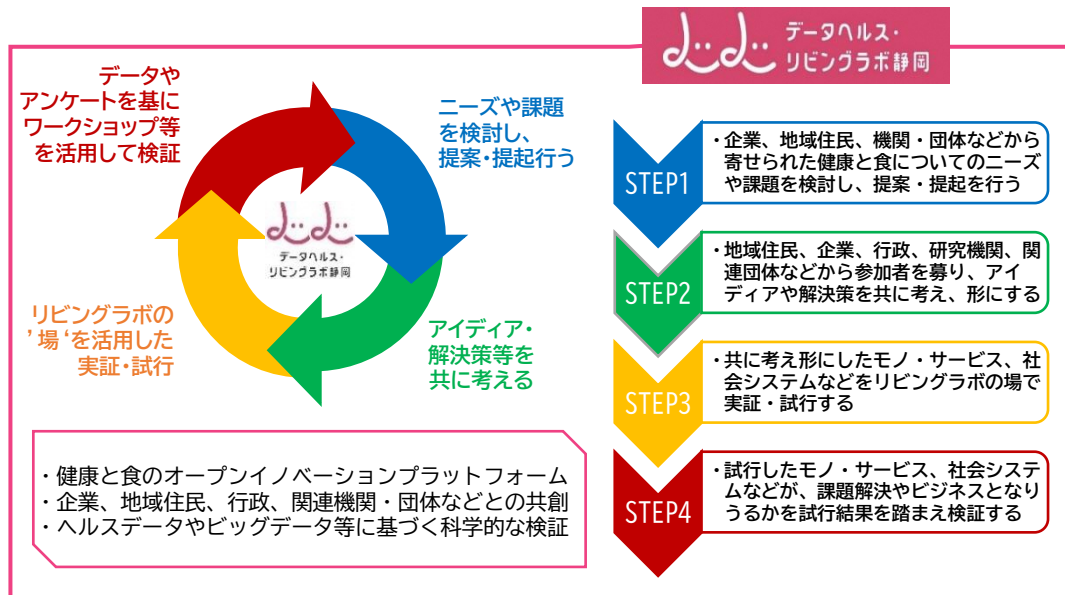 データヘルス・
リビングラボ静岡
データや
アンケートを基に
ワークショップ等
を活用して検証
ニーズや課題
を検討し、
提案・提起行う
データヘルス・
リビングラボ静岡
リビングラボの
’場‘を活用した
実証・試行
アイディア・
解決策等を
共に考える
・健康と食のオープンイノベーションプラットフォーム
・企業、地域住民、行政、関連機関・団体などとの共創
・ヘルスデータやビッグデータ等に基づく科学的な検証
STEP1
・企業、地域住民、機関・団体などから
寄せられた健康と食についてのニーズ
や課題を検討し、提案・提起を行う
STEP2
・地域住民、企業、行政、研究機関、関
連団体などから参加者を募り、アイ
ディアや解決策を共に考え、形にする
STEP3
・共に考え形にしたモノ・サービス、社
会システムなどをリビングラボの場で
実証・試行する
STEP4
・試行したモノ・サービス、社会システ
ムなどが、課題解決やビジネスとなり
うるかを試行結果を踏まえ検証する